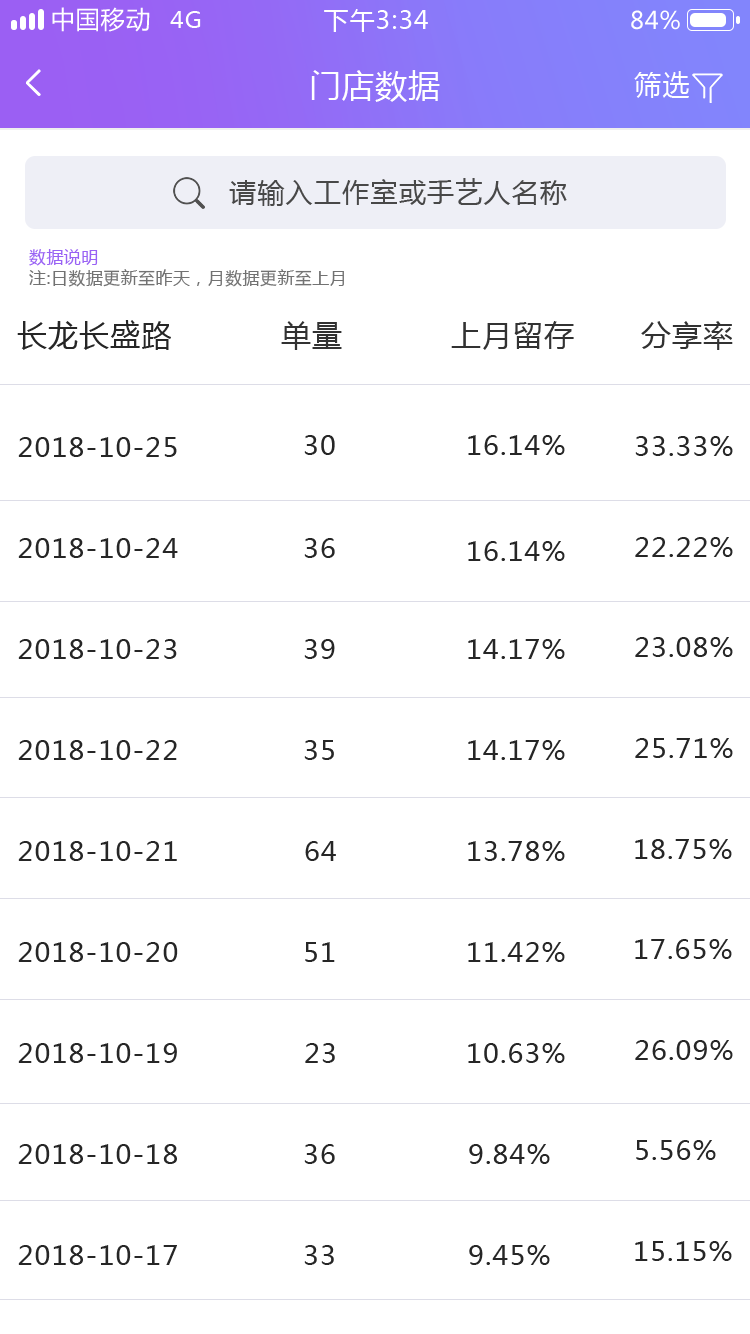 中国移动 4G 下午3:34 84%
门店数据 筛选
请输入工作室或手艺人名称
数据说明
注:日数据更新至昨天，月数据更新至上月
长龙长盛路 单量 上月留存 分享率
2018-10-25 30 16.14% 33.33%
2018-10-24 36 16.14% 22.22%
2018-10-23 39 14.17% 23.08%
2018-10-22 35 14.17% 25.71%
2018-10-21 64 13.78% 18.75%
2018-10-20 51 11.42% 17.65%
2018-10-19 23 10.63% 26.09%
2018-10-18 36 9.84% 5.56%
2018-10-17 33 9.45% 15.15%